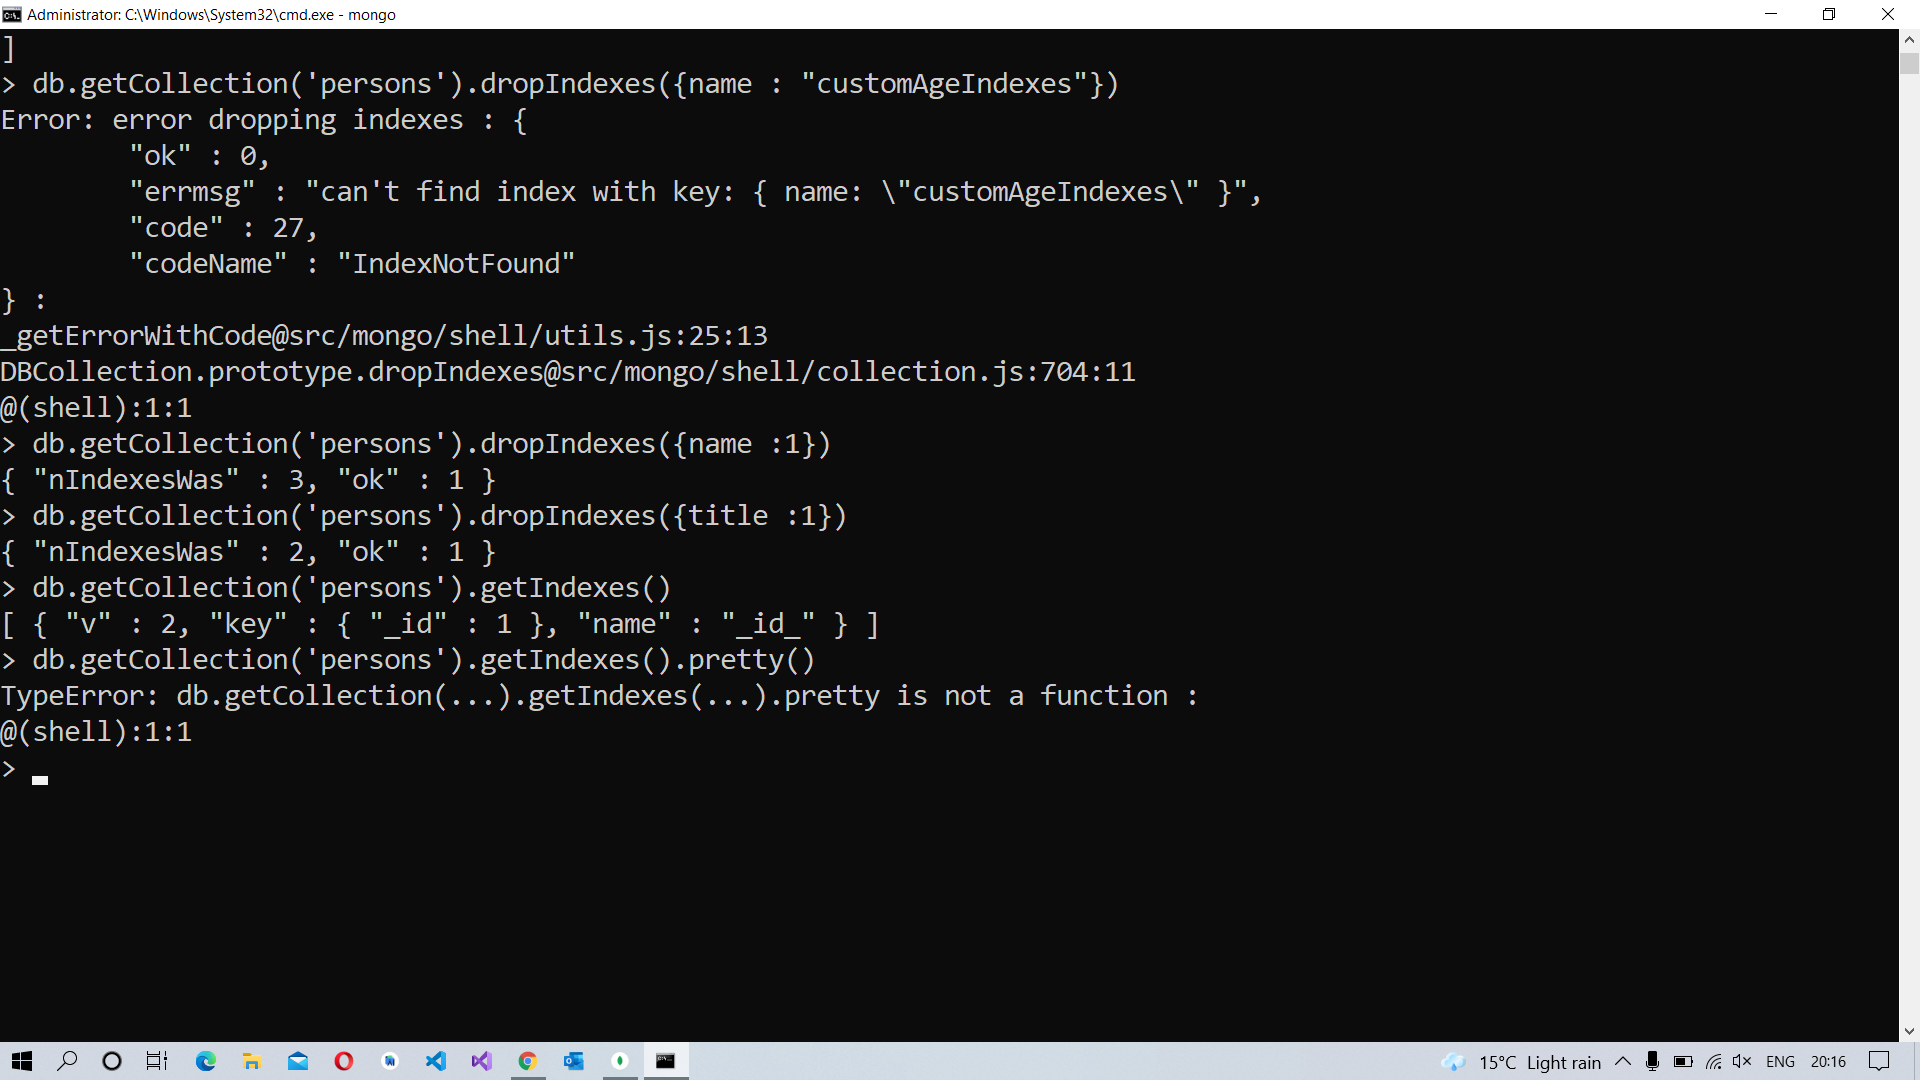 Administrator: C:\Windows\System32\cmd.exe - mongo
]
> db.getCollection('persons').dropIndexes({name : "customAgeIndexes"})
Error: error dropping indexes : {
        "ok" : 0,
        "errmsg" : "can't find index with key: { name: \"customAgeIndexes\" }",
        "code" : 27,
        "codeName" : "IndexNotFound"
} :
_getErrorWithCode@src/mongo/shell/utils.js:25:13
DBCollection.prototype.dropIndexes@src/mongo/shell/collection.js:704:11
@(shell):1:1
> db.getCollection('persons').dropIndexes({name :1})
{ "nIndexesWas" : 3, "ok" : 1 }
> db.getCollection('persons').dropIndexes({title :1})
{ "nIndexesWas" : 2, "ok" : 1 }
> db.getCollection('persons').getIndexes()
[ { "v" : 2, "key" : { "_id" : 1 }, "name" : "_id_" } ]
> db.getCollection('persons').getIndexes().pretty()
TypeError: db.getCollection(...).getIndexes(...).pretty is not a function :
@(shell):1:1
>
15°C Light rain ENG 20:16